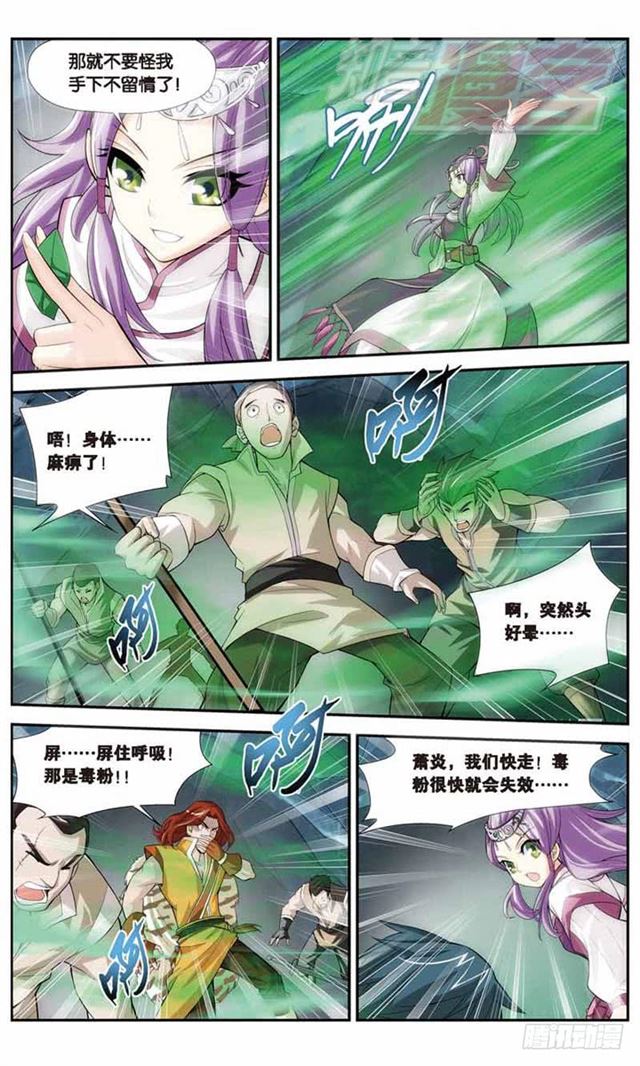 那就不要怪我
手下不留情了！
唰
啊
唔！身体……
麻痹了！
啊
啊，突然头
好晕……
屏……屏住呼吸！
那是毒粉！！
啊
啊
萧炎，我们快走！毒
粉很快就会失效……
腾讯动漫